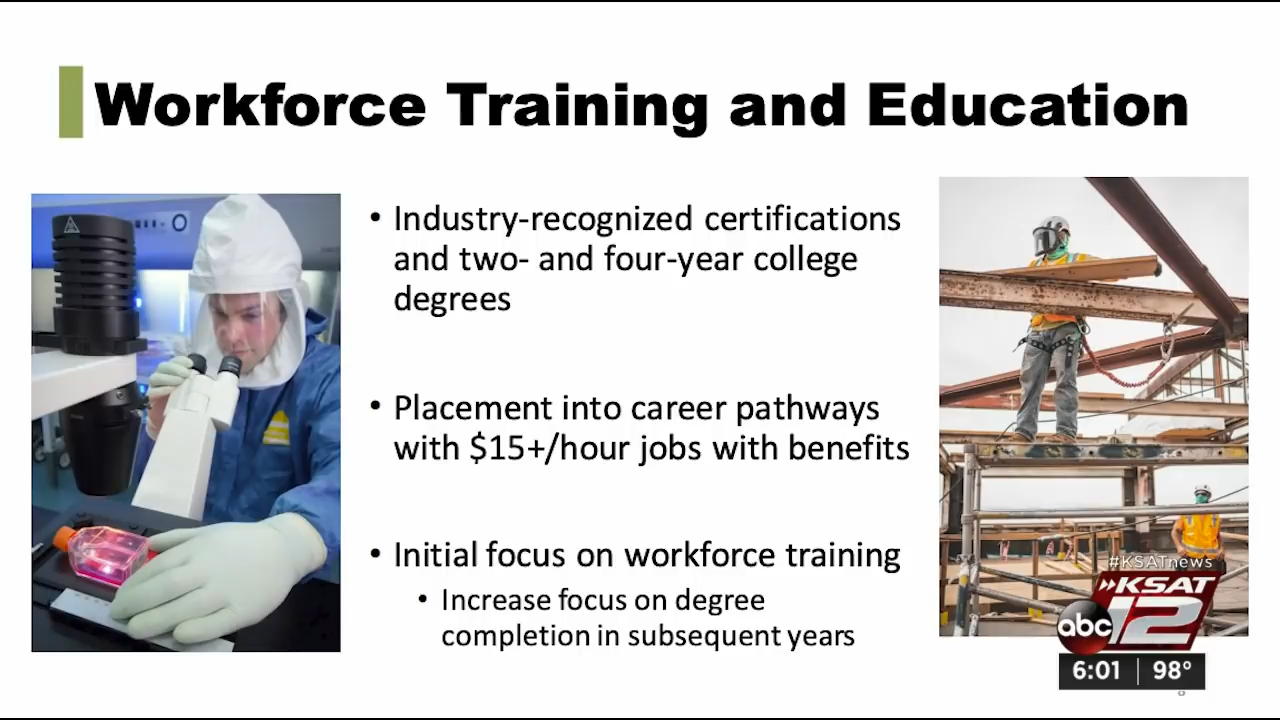 Workforce Training and Education
• Industry-recognized certifications
and two- and four-year college
degrees
• Placement into career pathways
with $15+/hour jobs with benefits
• Initial focus on workforce training
• Increase focus on degree
completion in subsequent years
#KSATnews
KSAT
abc 12
6:01 | 98°